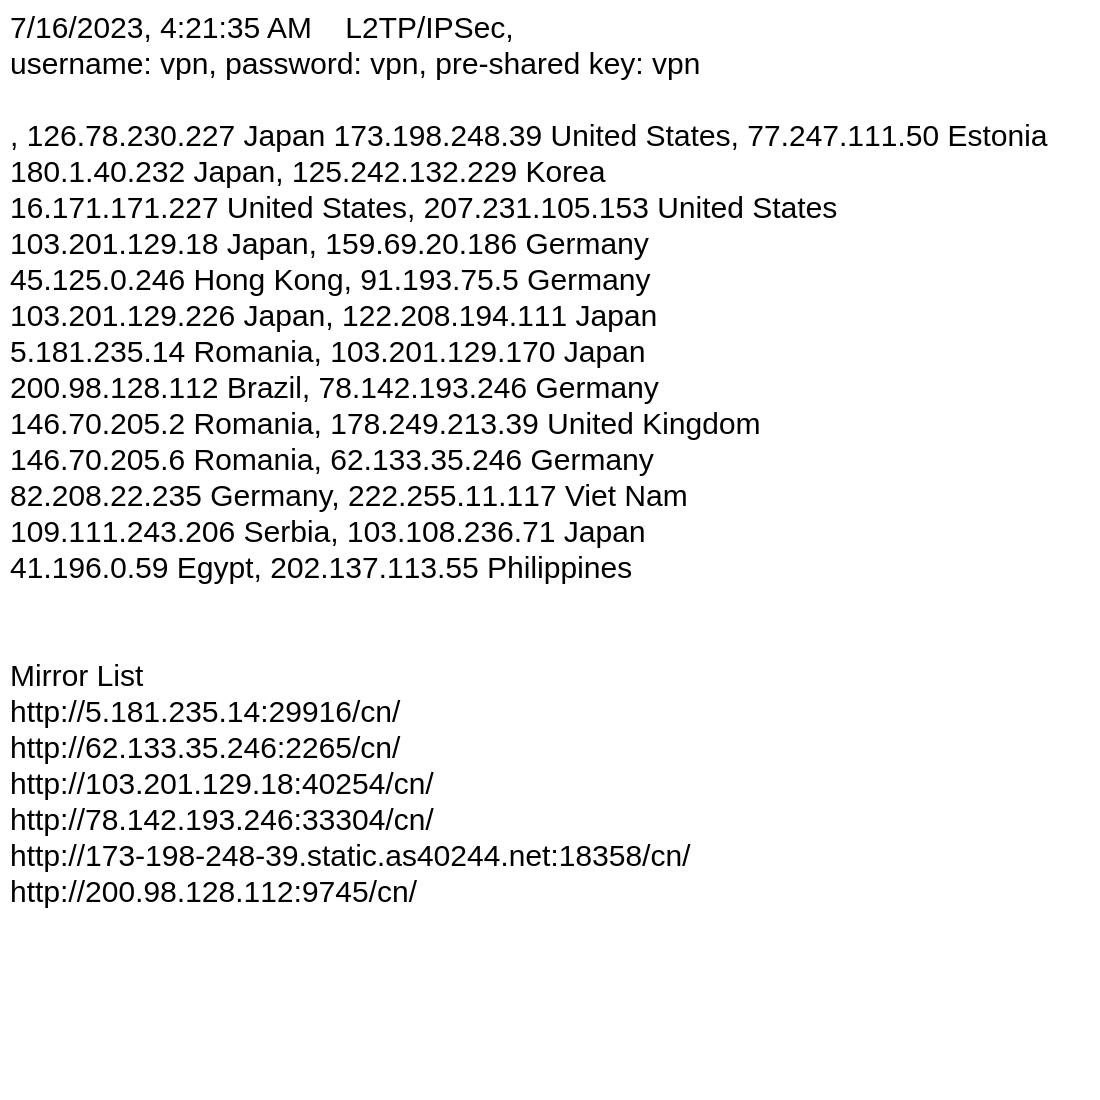 7/16/2023, 4:21:35 AM    L2TP/IPSec,
username: vpn, password: vpn, pre-shared key: vpn
, 126.78.230.227 Japan 173.198.248.39 United States, 77.247.111.50 Estonia
180.1.40.232 Japan, 125.242.132.229 Korea
16.171.171.227 United States, 207.231.105.153 United States
103.201.129.18 Japan, 159.69.20.186 Germany
45.125.0.246 Hong Kong, 91.193.75.5 Germany
103.201.129.226 Japan, 122.208.194.111 Japan
5.181.235.14 Romania, 103.201.129.170 Japan
200.98.128.112 Brazil, 78.142.193.246 Germany
146.70.205.2 Romania, 178.249.213.39 United Kingdom
146.70.205.6 Romania, 62.133.35.246 Germany
82.208.22.235 Germany, 222.255.11.117 Viet Nam
109.111.243.206 Serbia, 103.108.236.71 Japan
41.196.0.59 Egypt, 202.137.113.55 Philippines
Mirror List
http://5.181.235.14:29916/cn/
http://62.133.35.246:2265/cn/
http://103.201.129.18:40254/cn/
http://78.142.193.246:33304/cn/
http://173-198-248-39.static.as40244.net:18358/cn/
http://200.98.128.112:9745/cn/